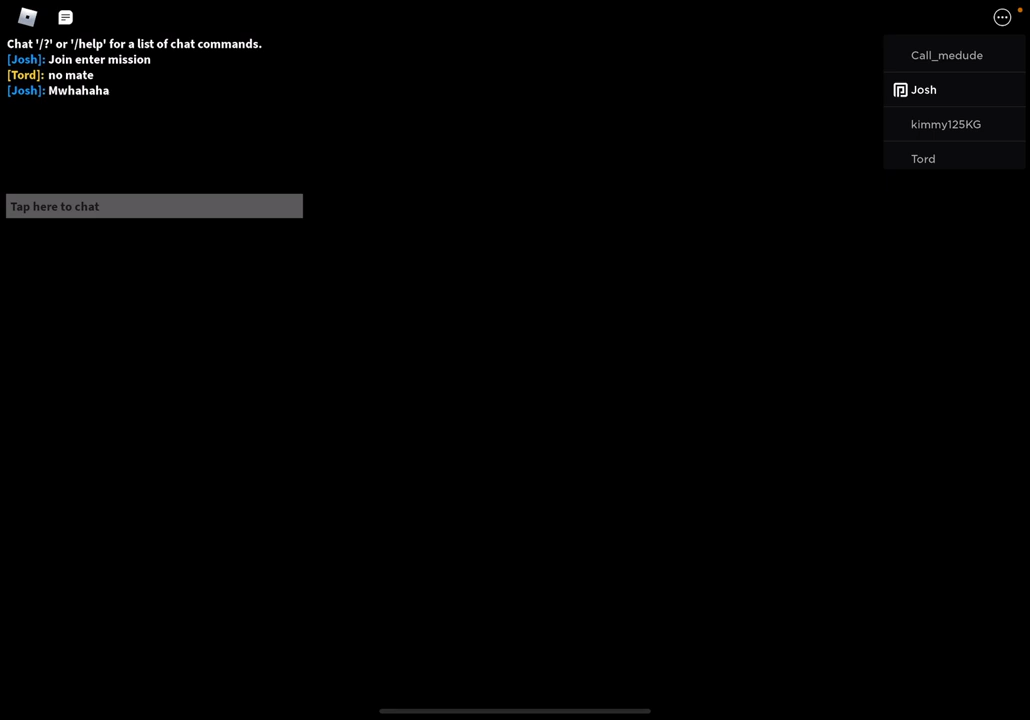 Chat '/?' or '/help' for a list of chat commands.
[Josh]: Join enter mission
[Tord]: no mate
[Josh]: Mwhahaha
Tap here to chat
Call_medude
Josh
kimmy125KG
Tord